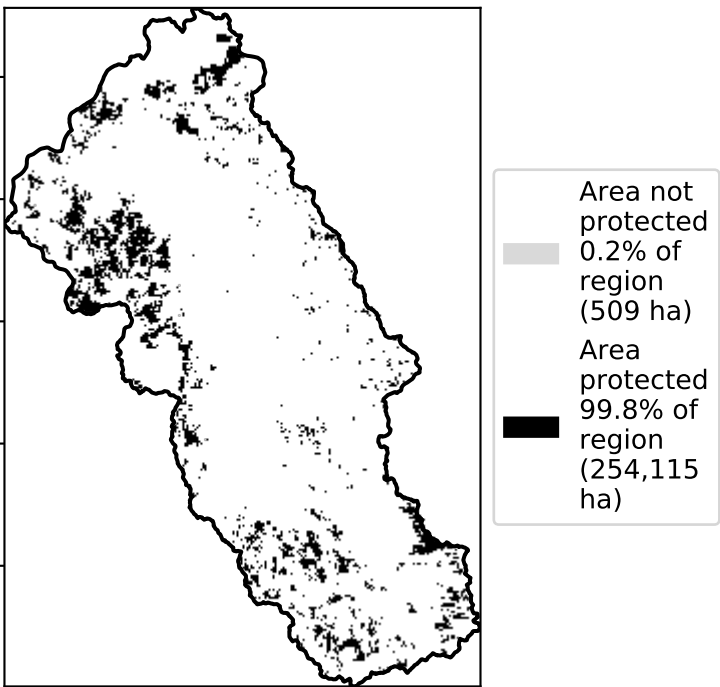 Area not
protected
0.2% of
region
(509 ha)
Area
protected
99.8% of
region
(254,115
ha)